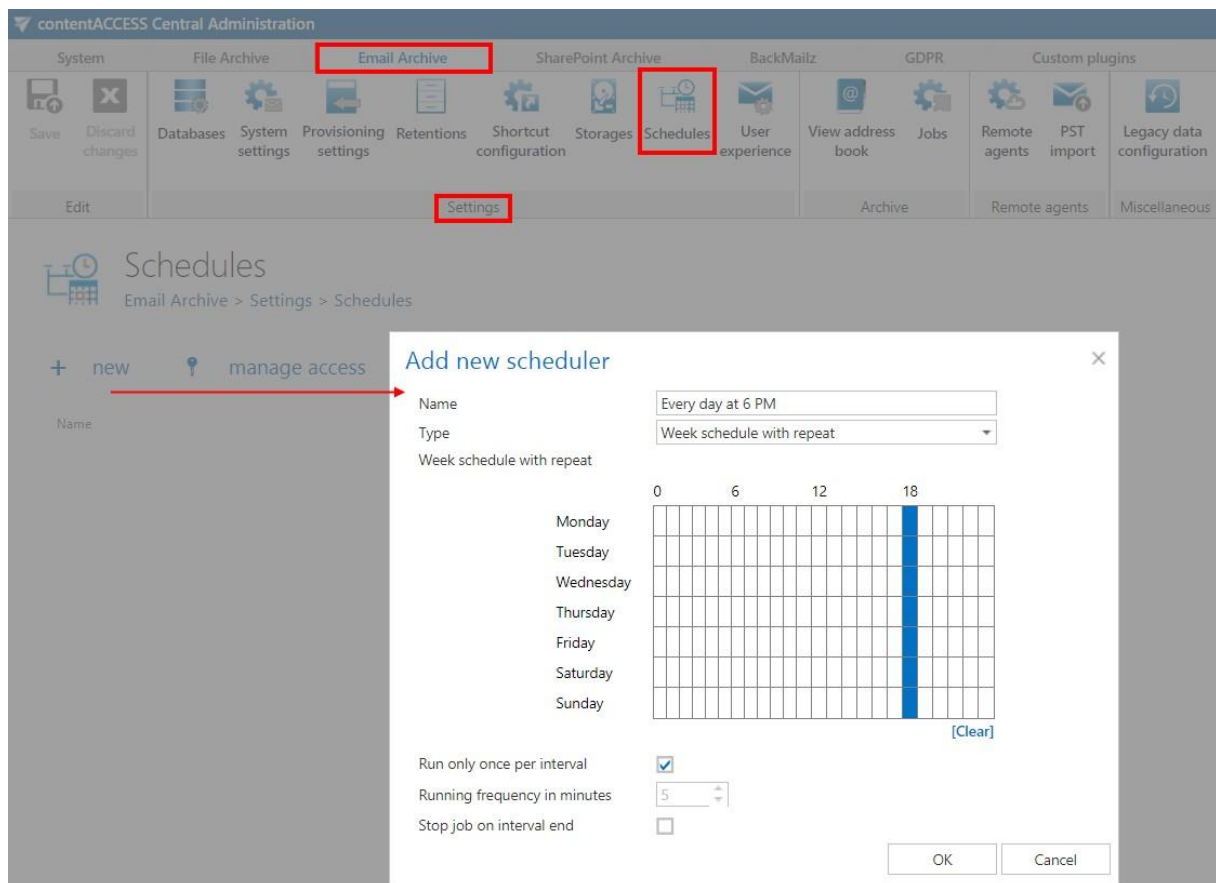 contentACCESS Central Administration
System File Archive Email Archive SharePoint Archive BackMailz GDPR Custom plugins
Save Discard changes Databases System settings Provisioning settings Retentions Shortcut configuration Storages Schedules User experience View address book Jobs Remote agents PST import Legacy data configuration
Edit Settings Archive Remote agents Miscellaneous
Schedules
Email Archive > Settings > Schedules
+ new manage access
Name
Add new scheduler
Name Every day at 6 PM
Type Week schedule with repeat
Week schedule with repeat
0 6 12 18
Monday
Tuesday
Wednesday
Thursday
Friday
Saturday
Sunday
[Clear]
Run only once per interval
Running frequency in minutes 5
Stop job on interval end
OK Cancel